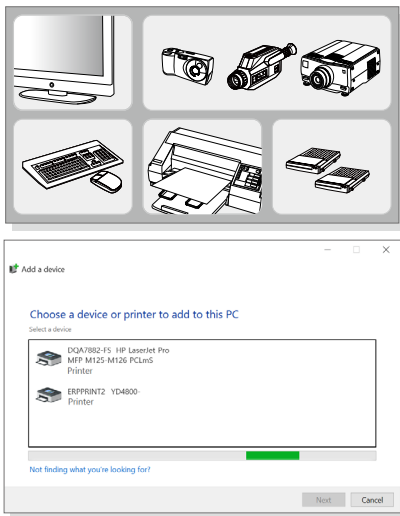 Add a device
Choose a device or printer to add to this PC
Select a device
DQA7882-F5 HP LaserJet Pro
MFP M125-M126 PCLmS
Printer
ERPPRINT2 YD4800-
Printer
Not finding what you're looking for?
Next Cancel